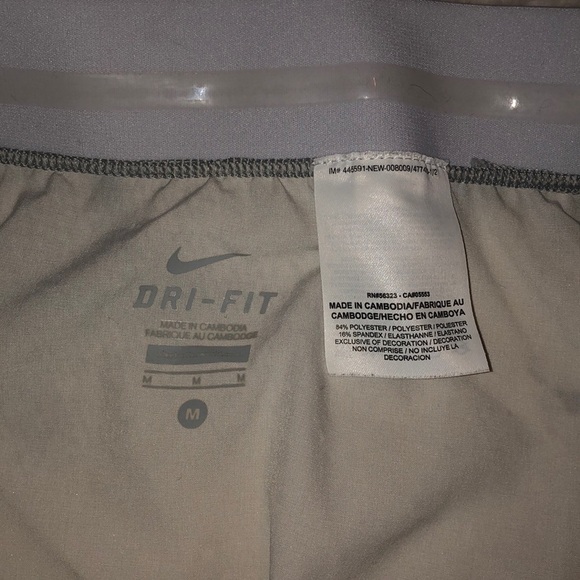 DRI-FIT
MADE IN CAMBODIA
FABRIQUE AU CAMBODGE
M M M
M
RN#56323 - CA#05553
MADE IN CAMBODIA/FABRIQUE AU
CAMBODGE/HECHO EN CAMBOYA
84% POLYESTER / POLYESTER / POLIESTER
16% SPANDEX / ELASTHANNE / ELASTANO
EXCLUSIVE OF DECORATION / DECORATION
NON COMPRISE / NO INCLUYE LA
DECORACION